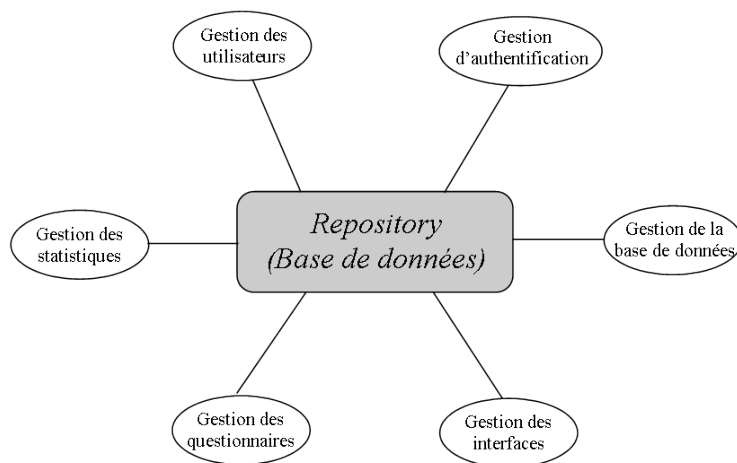 Gestion des
utilisateurs
Gestion
d'authentification
Repository
(Base de données)
Gestion des
statistiques
Gestion de la
base de données
Gestion des
questionnaires
Gestion des
interfaces